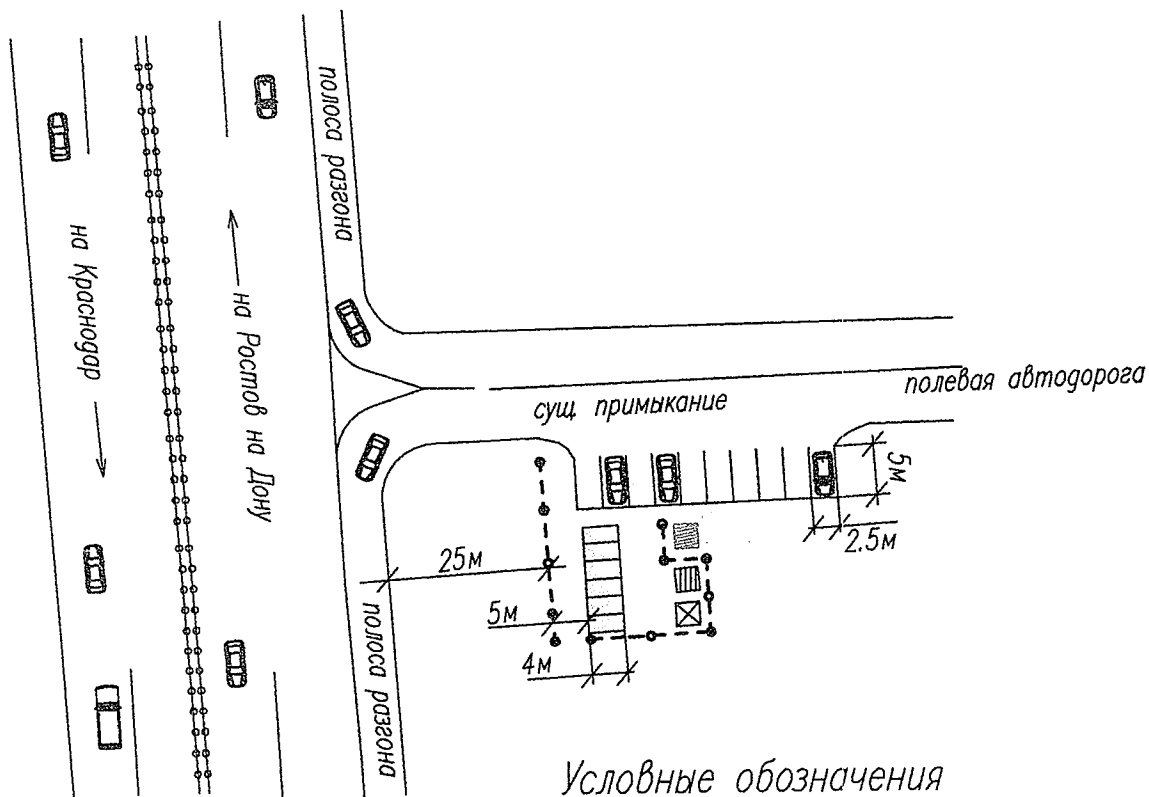 полоса разгона
на Краснодар
на Ростов на Дону
сущ. примыкание
полевая автодорога
5м
2.5м
25м
5м
4м
полоса разгона
Условные обозначения